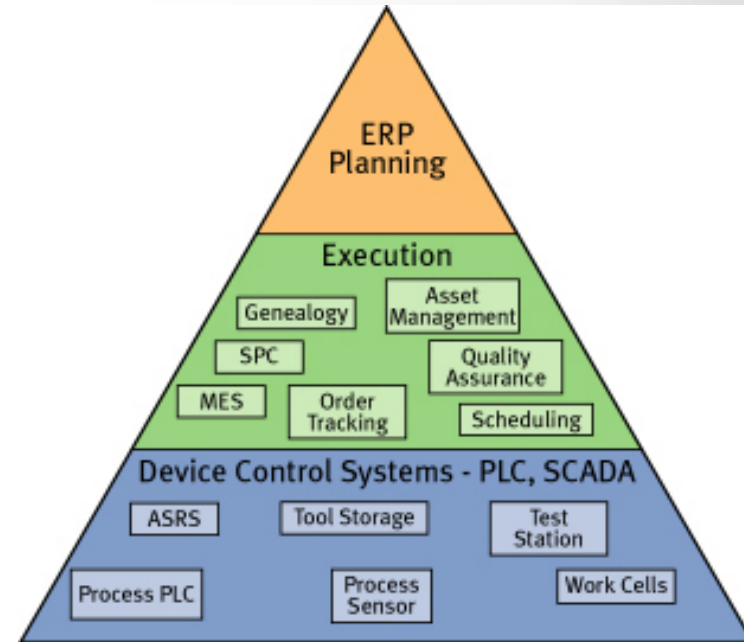 ERP
Planning
Execution
Genealogy
Asset
Management
SPC
Quality
Assurance
MES
Order
Tracking
Scheduling
Device Control Systems - PLC, SCADA
ASRS
Tool Storage
Test
Station
Process PLC
Process
Sensor
Work Cells